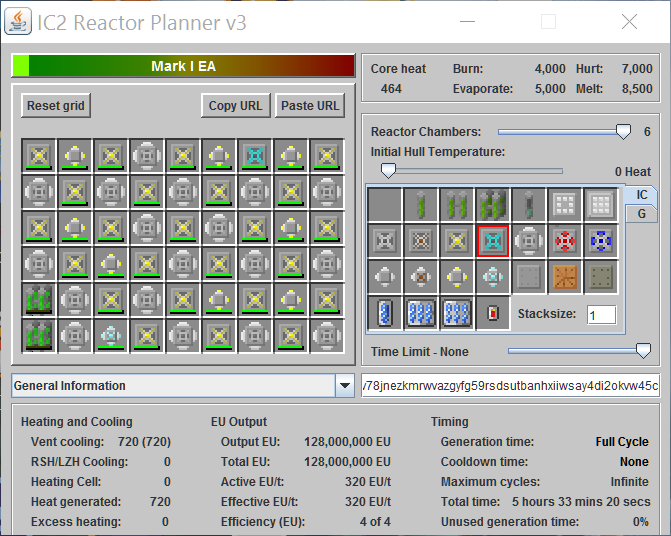 IC2 Reactor Planner v3
Mark I EA
Reset grid
Copy URL
Paste URL
Core heat Burn: 4,000 Hurt: 7,000
464 Evaporate: 5,000 Melt: 8,500
Reactor Chambers: 6
Initial Hull Temperature:
0 Heat
IC
G
Stacksize: 1
Time Limit - None
General Information
/78jnezkmrwvazgyfg59rsdsutbanhxiiwsay4di2okvw45c
Heating and Cooling
Vent cooling: 720 (720)
RSH/LZH Cooling: 0
Heating Cell: 0
Heat generated: 720
Excess heating: 0
EU Output
Output EU: 128,000,000 EU
Total EU: 128,000,000 EU
Active EU/t: 320 EU/t
Effective EU/t: 320 EU/t
Efficiency (EU): 4 of 4
Timing
Generation time: Full Cycle
Cooldown time: None
Maximum cycles: Infinite
Total time: 5 hours 33 mins 20 secs
Unused generation time: 0%